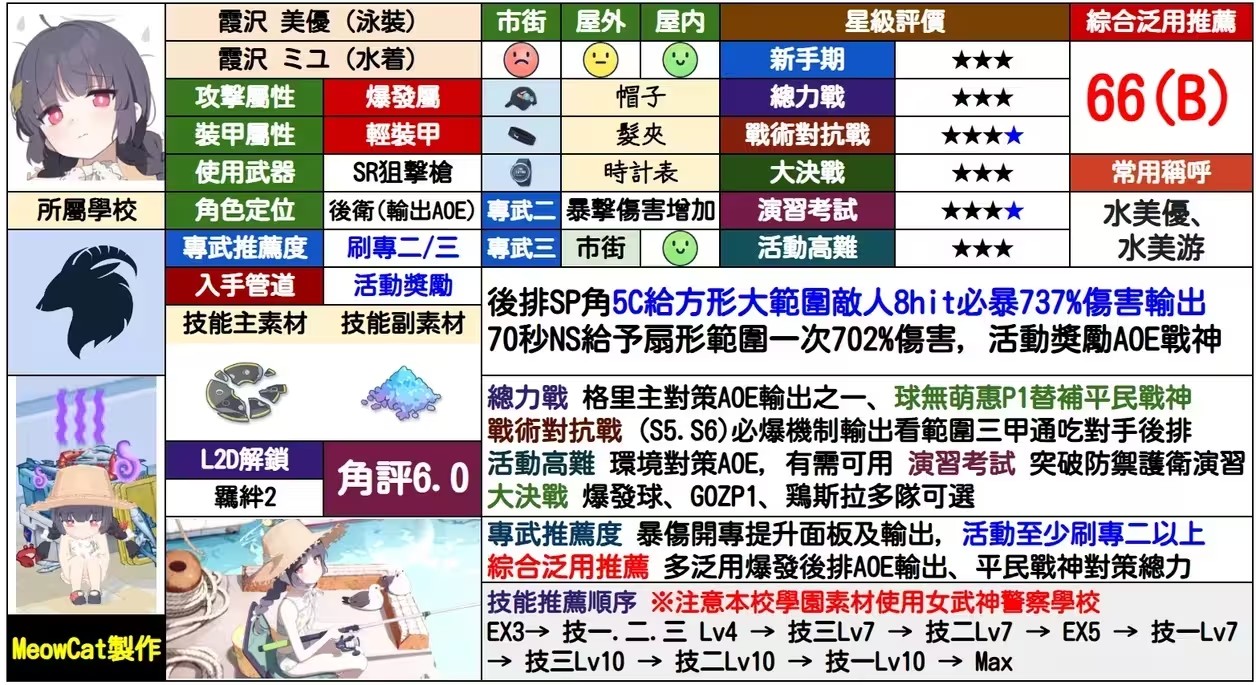 霞沢 美優 (泳裝)
霞沢 ミユ (水着)
市街
屋外
屋内
星級評價
綜合泛用推薦
新手期
★★★
66(B)
攻擊屬性
爆發屬
帽子
總力戰
★★★
裝甲屬性
輕裝甲
髮夾
戰術對抗戰
★★★★
使用武器
SR狙擊槍
時計表
大決戰
★★★
常用稱呼
所屬學校
角色定位
後衛(輸出AOE)
專武二
暴擊傷害增加
演習考試
★★★★
水美優、
水美游
專武推薦度
刷專二/三
專武三
市街
活動高難
★★★
入手管道
活動獎勵
技能主素材
技能副素材
後排SP角5C給方形大範圍敵人8hit必暴737%傷害輸出
70秒NS給予扇形範圍一次702%傷害, 活動獎勵AOE戰神
L2D解鎖
羈絆2
角評6.0
總力戰 格里主對策AOE輸出之一、球無萌惠P1替補平民戰神
戰術對抗戰 (S5.S6)必爆機制輸出看範圍三甲通吃對手後排
活動高難 環境對策AOE, 有需可用 演習考試 突破防禦護衛演習
大決戰 爆發球、GOZP1、鶏斯拉多隊可選
專武推薦度 暴傷開專提升面板及輸出, 活動至少刷專二以上
綜合泛用推薦 多泛用爆發後排AOE輸出、平民戰神對策總力
技能推薦順序 ※注意本校學園素材使用女武神警察學校
EX3→ 技一.二.三 Lv4 → 技三Lv7 → 技二Lv7 → EX5 → 技一Lv7
→ 技三Lv10 → 技二Lv10 → 技一Lv10 → Max
MeowCat製作